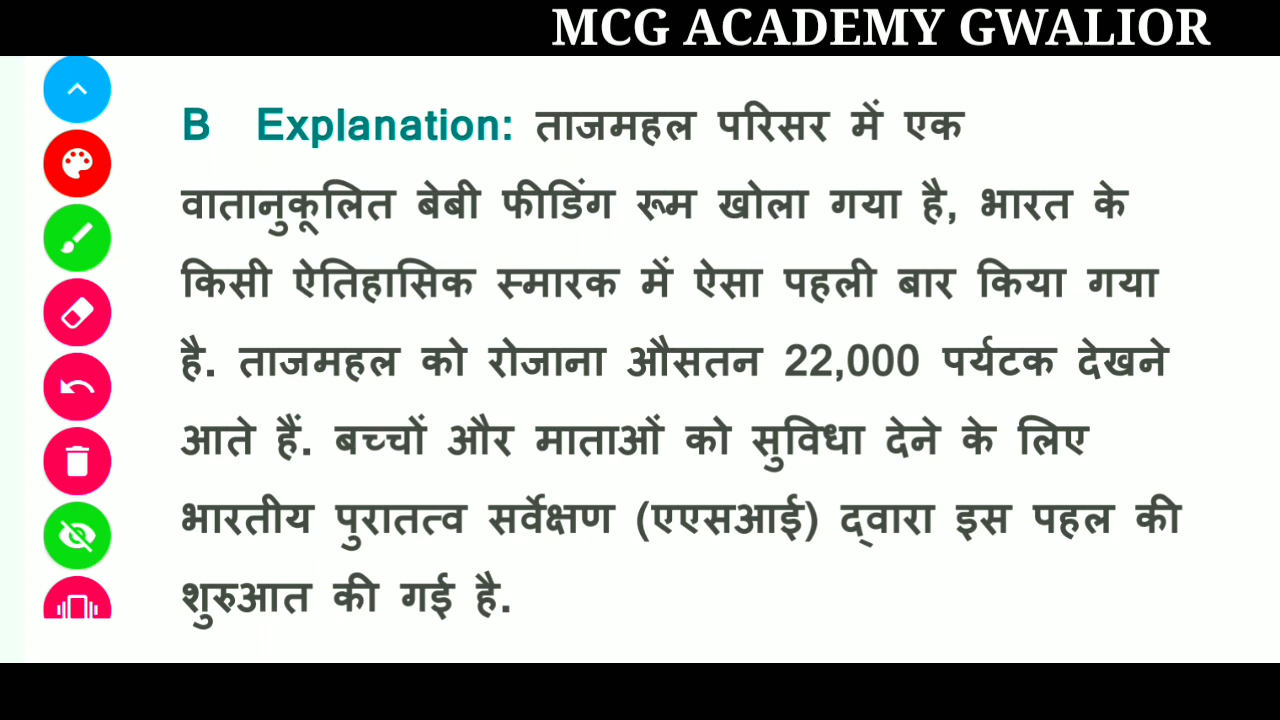 MCG ACADEMY GWALIOR
B Explanation: ताजमहल परिसर में एक
वातानुकूलित बेबी फीडिंग रूम खोला गया है, भारत के
किसी ऐतिहासिक स्मारक में ऐसा पहली बार किया गया
है. ताजमहल को रोजाना औसतन 22,000 पर्यटक देखने
आते हैं. बच्चों और माताओं को सुविधा देने के लिए
भारतीय पुरातत्व सर्वेक्षण (एएसआई) द्वारा इस पहल की
शुरुआत की गई है.